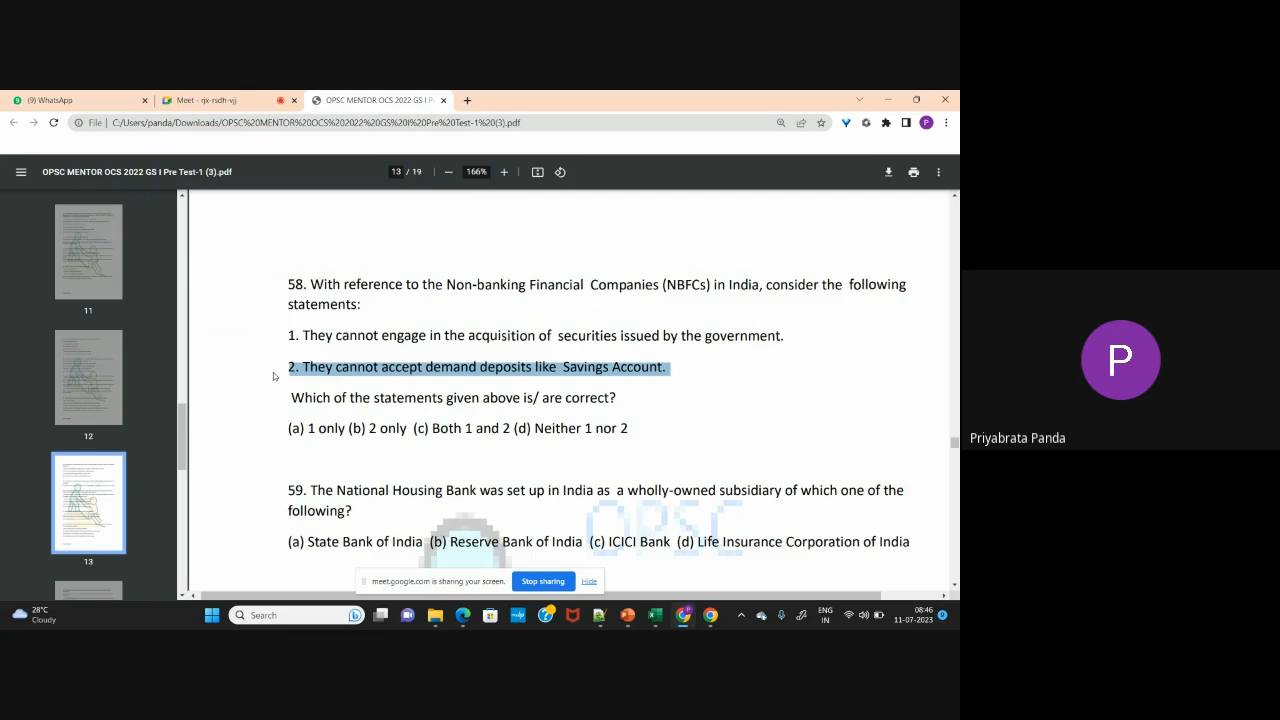 (9) WhatsApp
Meet - rjx-rsdh-vjj
OPSC MENTOR OCS 2022 GS I P
File
C:/Users/panda/Downloads/OPSC%20MENTOR%20OCS%202022%20GS%20I%20Pre%20Test-1%20(3).pdf
OPSC MENTOR OCS 2022 GS I Pre Test-1 (3).pdf
13 / 19
166%
11
12
13
58. With reference to the Non-banking Financial Companies (NBFCs) in India, consider the following
statements:
1. They cannot engage in the acquisition of securities issued by the government.
2. They cannot accept demand deposits like Savings Account.
Which of the statements given above is/ are correct?
(a) 1 only (b) 2 only (c) Both 1 and 2 (d) Neither 1 nor 2
59. The National Housing Bank was set up in India as a wholly-owned subsidiary of which one of the
following?
OPSC
(a) State Bank of India (b) Reserve Bank of India (c) ICICI Bank (d) Life Insurance Corporation of India
meet.google.com is sharing your screen.
Stop sharing
Hide
28°C
Cloudy
Search
ENG
IN
08:46
11-07-2023
P
Priyabrata Panda